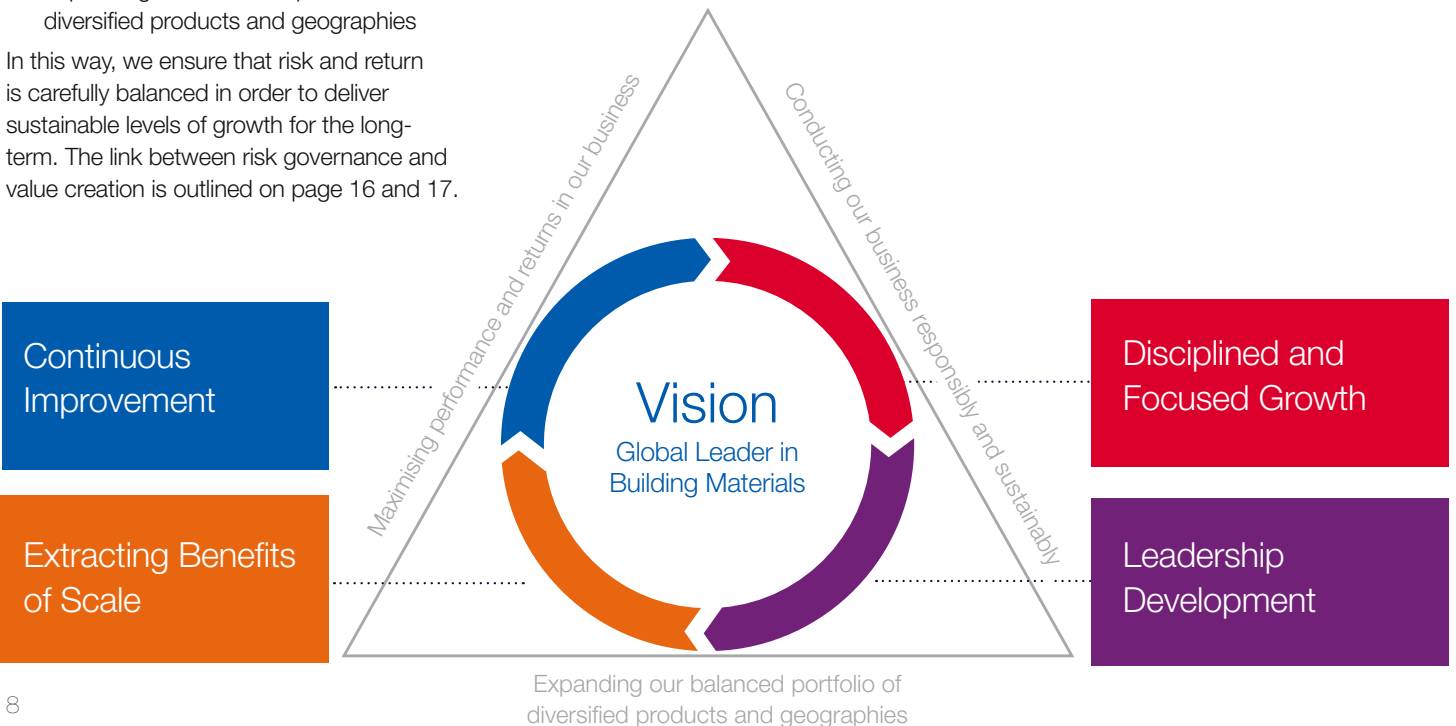 diversified products and geographies
In this way, we ensure that risk and return
is carefully balanced in order to deliver
sustainable levels of growth for the long-
term. The link between risk governance and
value creation is outlined on page 16 and 17.
Maximising performance and returns in our business
Conducting our business responsibly and sustainably
Continuous
Improvement
Vision
Global Leader in
Building Materials
Disciplined and
Focused Growth
Extracting Benefits
of Scale
Leadership
Development
Expanding our balanced portfolio of
diversified products and geographies
8